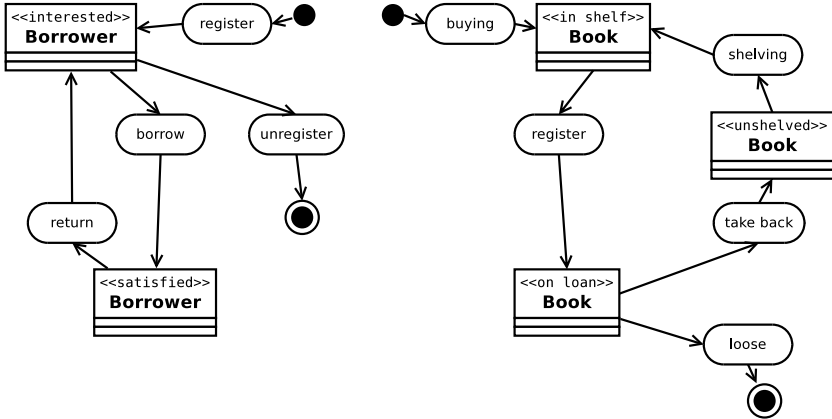 <<interested>>
Borrower
register
borrow
unregister
return
<<satisfied>>
Borrower
buying
<<in shelf>>
Book
shelving
register
<<unshelved>>
Book
take back
<<on loan>>
Book
loose